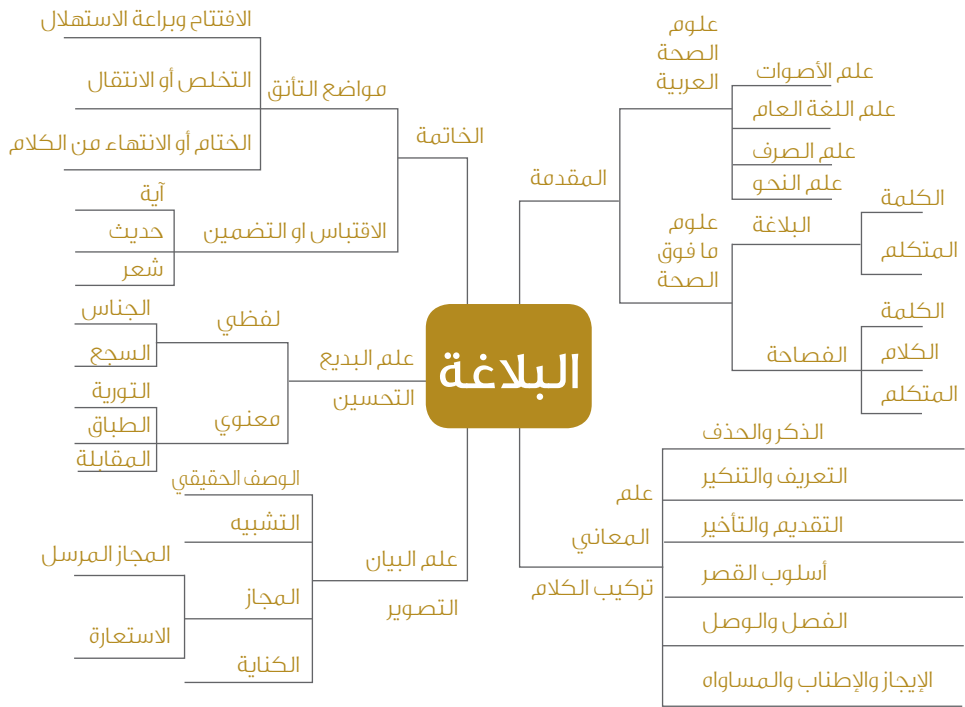 البلاغة
المقدمة
علوم
الصحة
العربية
علم الأصوات
علم اللغة العام
علم الصرف
علم النحو
علوم
ما فوق
الصحة
البلاغة
الكلمة
المتكلم
الفصاحة
الكلمة
الكلام
المتكلم
علم
المعاني
تركيب الكلام
الذكر والحذف
التعريف والتنكير
التقديم والتأخير
أسلوب القصر
الفصل والوصل
الإيجاز والإطناب والمساواه
علم البيان
التصوير
الوصف الحقيقي
التشبيه
المجاز
المجاز المرسل
الاستعارة
الكناية
علم البديع
التحسين
لفظي
الجناس
السجع
معنوي
التورية
الطباق
المقابلة
الخاتمة
مواضع التأنق
الافتتاح وبراعة الاستهلال
التخلص أو الانتقال
الختام أو الانتهاء من الكلام
الاقتباس او التضمين
آية
حديث
شعر